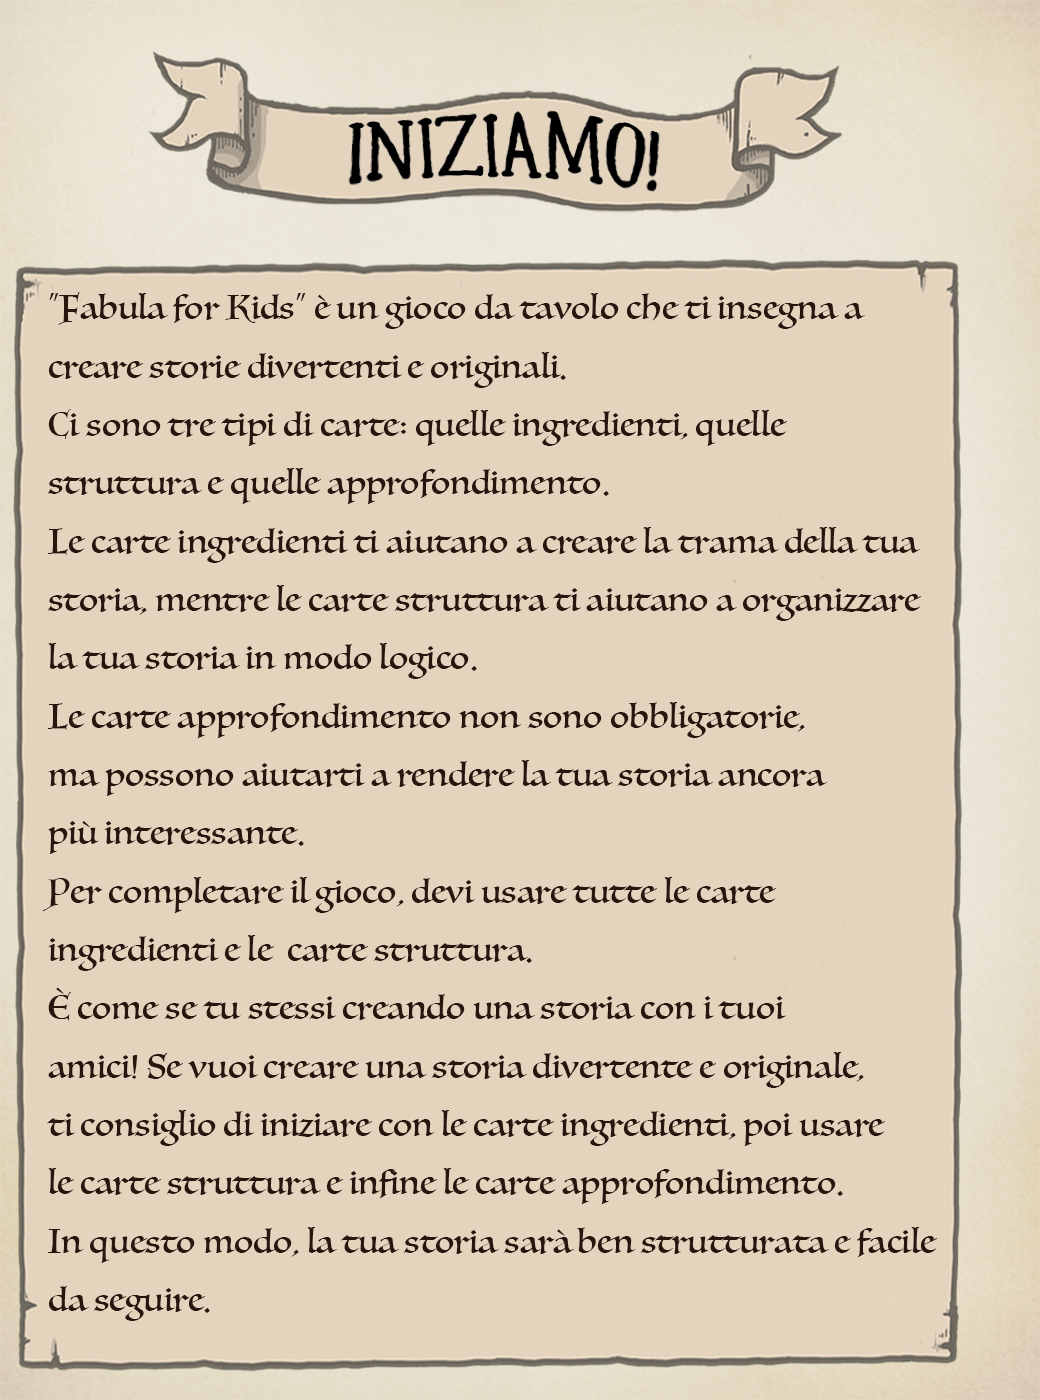 INIZIAMO!
"Fabula for Kids" è un gioco da tavolo che ti insegna a
creare storie divertenti e originali.
Ci sono tre tipi di carte: quelle ingredienti, quelle
struttura e quelle approfondimento.
Le carte ingredienti ti aiutano a creare la trama della tua
storia, mentre le carte struttura ti aiutano a organizzare
la tua storia in modo logico.
Le carte approfondimento non sono obbligatorie,
ma possono aiutarti a rendere la tua storia ancora
più interessante.
Per completare il gioco, devi usare tutte le carte
ingredienti e le carte struttura.
È come se tu stessi creando una storia con i tuoi
amici! Se vuoi creare una storia divertente e originale,
ti consiglio di iniziare con le carte ingredienti, poi usare
le carte struttura e infine le carte approfondimento.
In questo modo, la tua storia sarà ben strutturata e facile
da seguire.